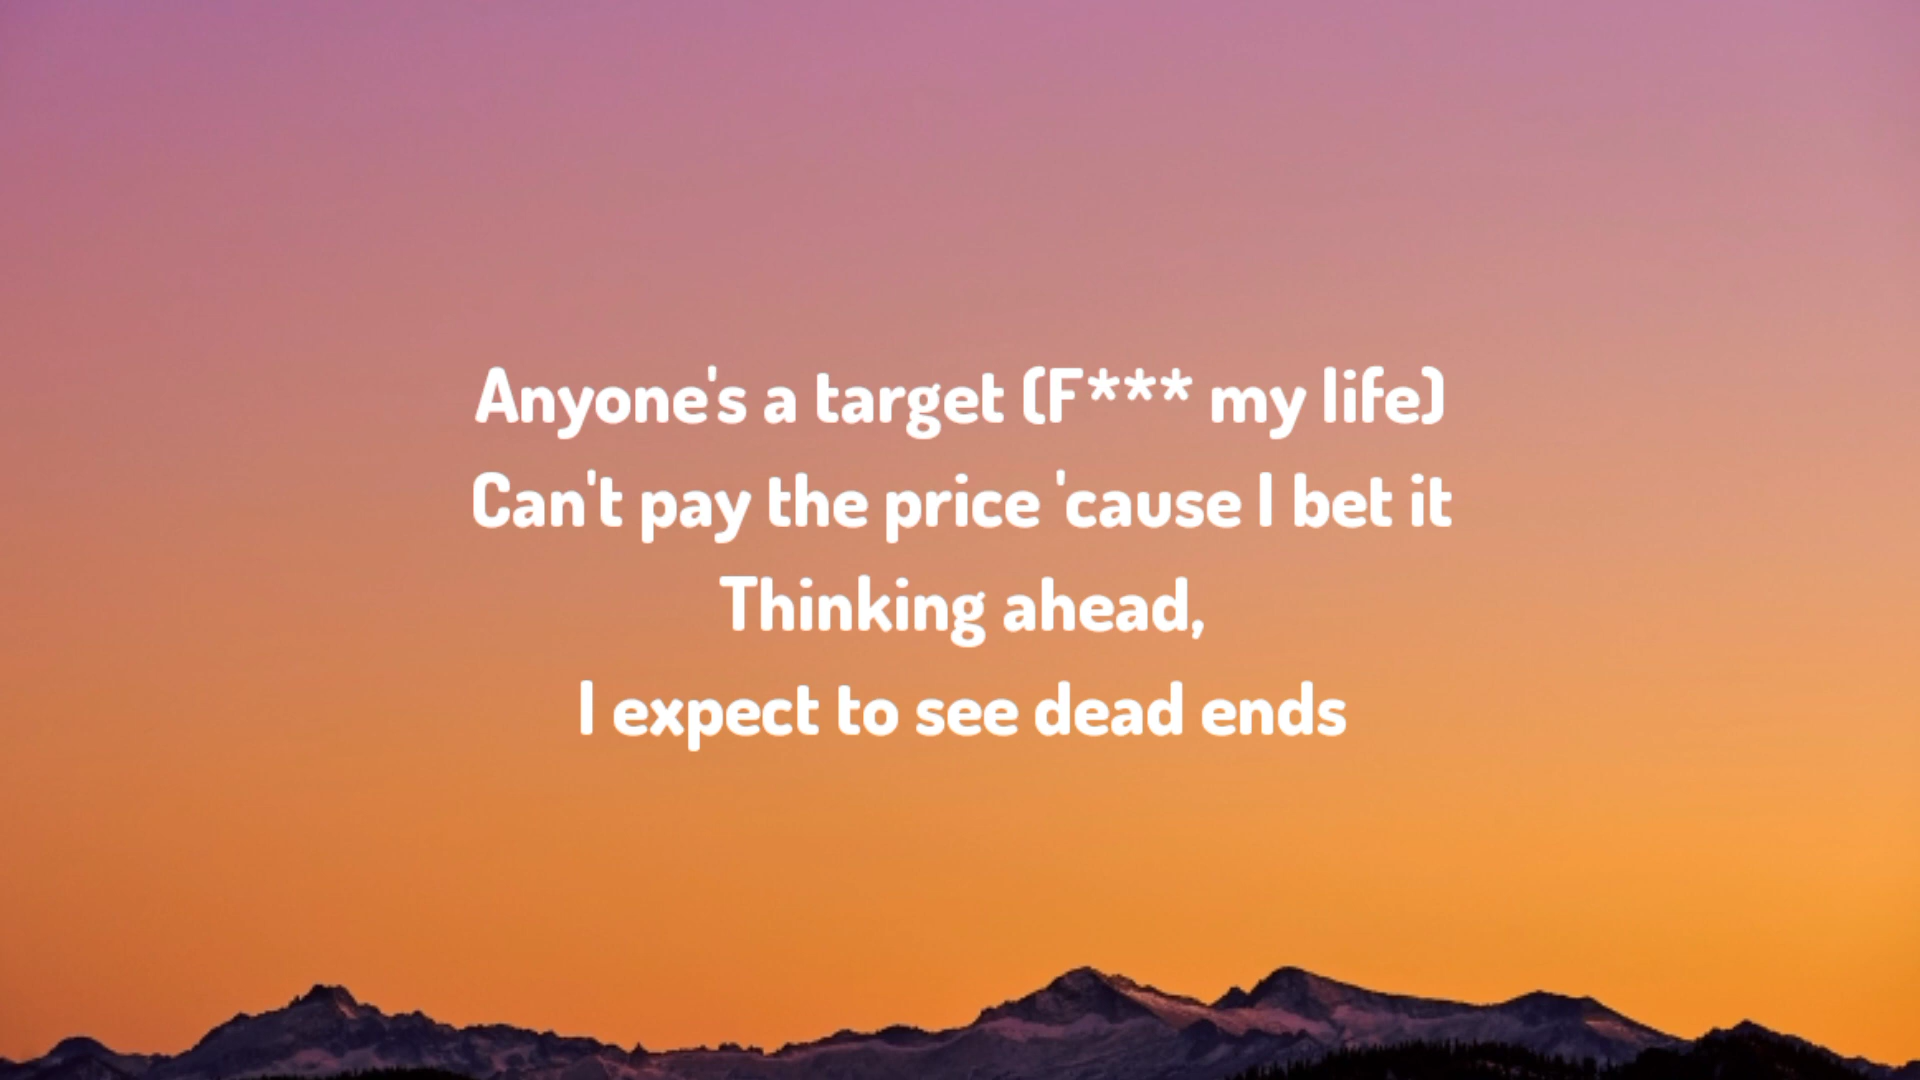 Anyone's a target (F*** my life)
Can't pay the price 'cause I bet it
Thinking ahead,
I expect to see dead ends